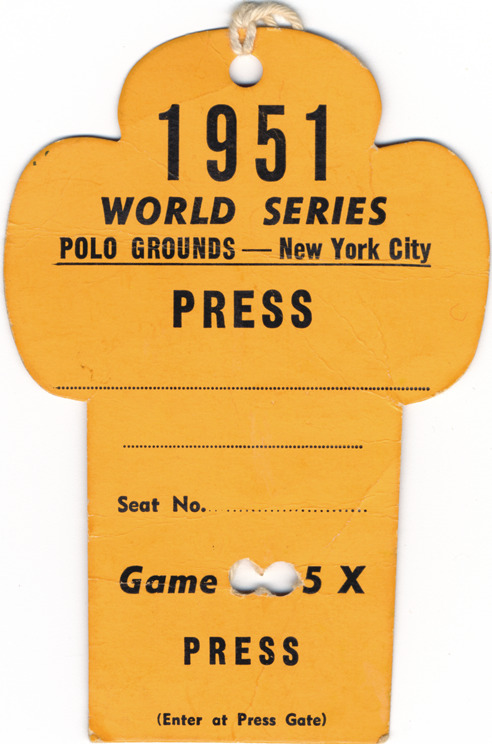 1951
WORLD SERIES
POLO GROUNDS — New York City
PRESS
Seat No.
Game 5 X
PRESS
(Enter at Press Gate)